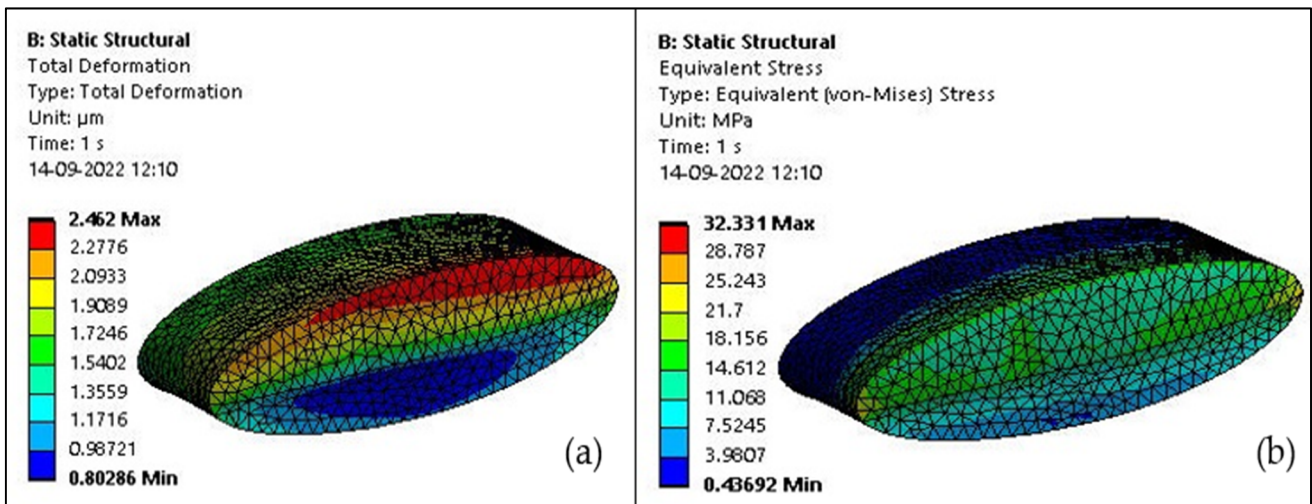 B: Static Structural
Total Deformation
Type: Total Deformation
Unit: µm
Time: 1 s
14-09-2022 12:10
2.462 Max
2.2776
2.0933
1.9089
1.7246
1.5402
1.3559
1.1716
0.98721
0.80286 Min
(a)
B: Static Structural
Equivalent Stress
Type: Equivalent (von-Mises) Stress
Unit: MPa
Time: 1 s
14-09-2022 12:10
32.331 Max
28.787
25.243
21.7
18.156
14.612
11.068
7.5245
3.9807
0.43692 Min
(b)